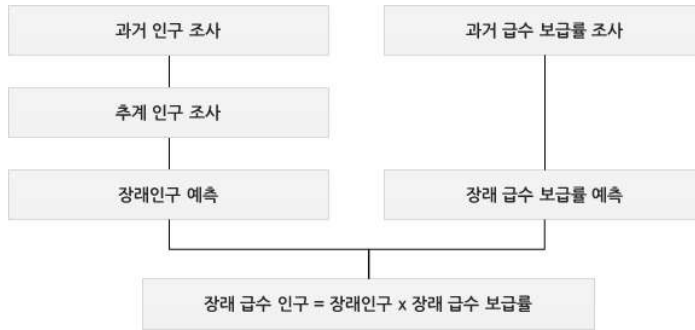 과거 인구 조사
과거 급수 보급률 조사
추계 인구 조사
장래인구 예측
장래 급수 보급률 예측
장래 급수 인구 = 장래인구 x 장래 급수 보급률